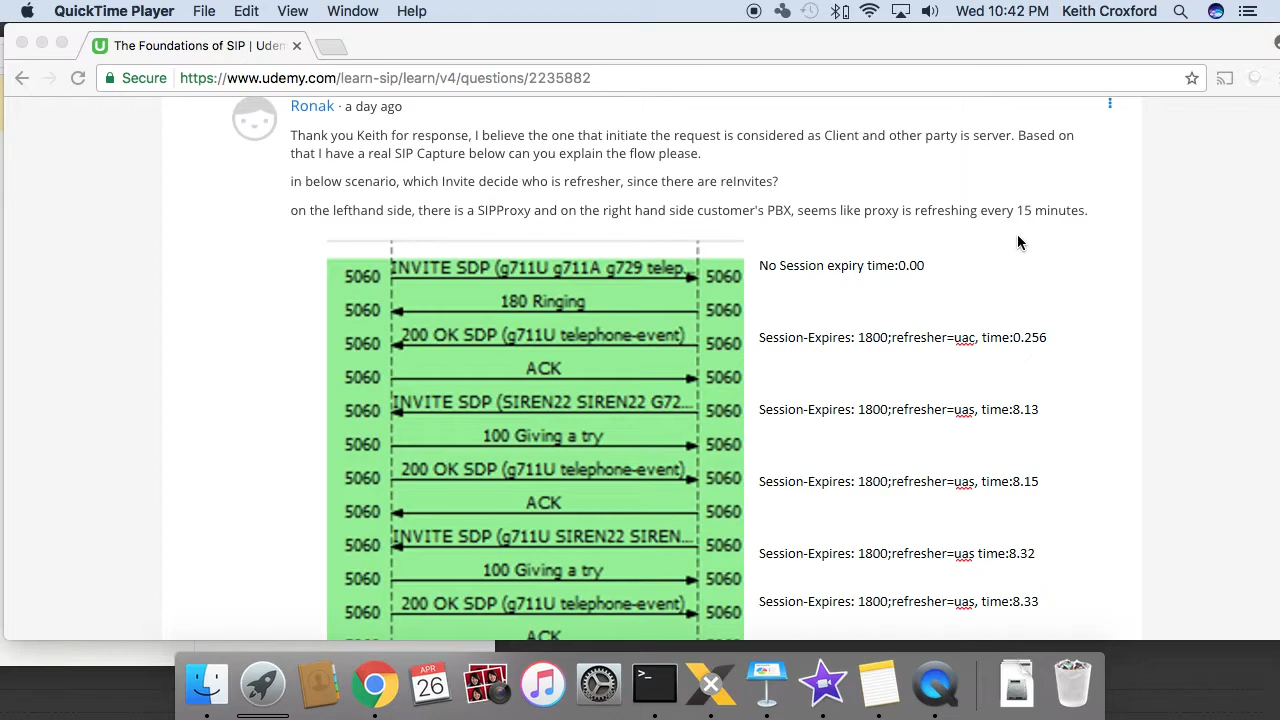 QuickTime Player File Edit View Window Help Wed 10:42 PM Keith Croxford
The Foundations of SIP | Udem
Secure https://www.udemy.com/learn-sip/learn/v4/questions/2235882
Ronak · a day ago
Thank you Keith for response, I believe the one that initiate the request is considered as Client and other party is server. Based on
that I have a real SIP Capture below can you explain the flow please.
in below scenario, which Invite decide who is refresher, since there are reInvites?
on the lefthand side, there is a SIPProxy and on the right hand side customer's PBX, seems like proxy is refreshing every 15 minutes.
5060 INVITE SDP (g711U g711A g729 telep... 5060 No Session expiry time:0.00
5060 180 Ringing 5060
5060 200 OK SDP (g711U telephone-event) 5060 Session-Expires: 1800;refresher=uac, time:0.256
5060 ACK 5060
5060 INVITE SDP (SIREN22 SIREN22 G72... 5060 Session-Expires: 1800;refresher=uas, time:8.13
5060 100 Giving a try 5060
5060 200 OK SDP (g711U telephone-event) 5060 Session-Expires: 1800;refresher=uas, time:8.15
5060 ACK 5060
5060 INVITE SDP (g711U SIREN22 SIREN... 5060 Session-Expires: 1800;refresher=uas time:8.32
5060 100 Giving a try 5060
5060 200 OK SDP (g711U telephone-event) 5060 Session-Expires: 1800;refresher=uas, time:8.33
ACK
APR
26
>_